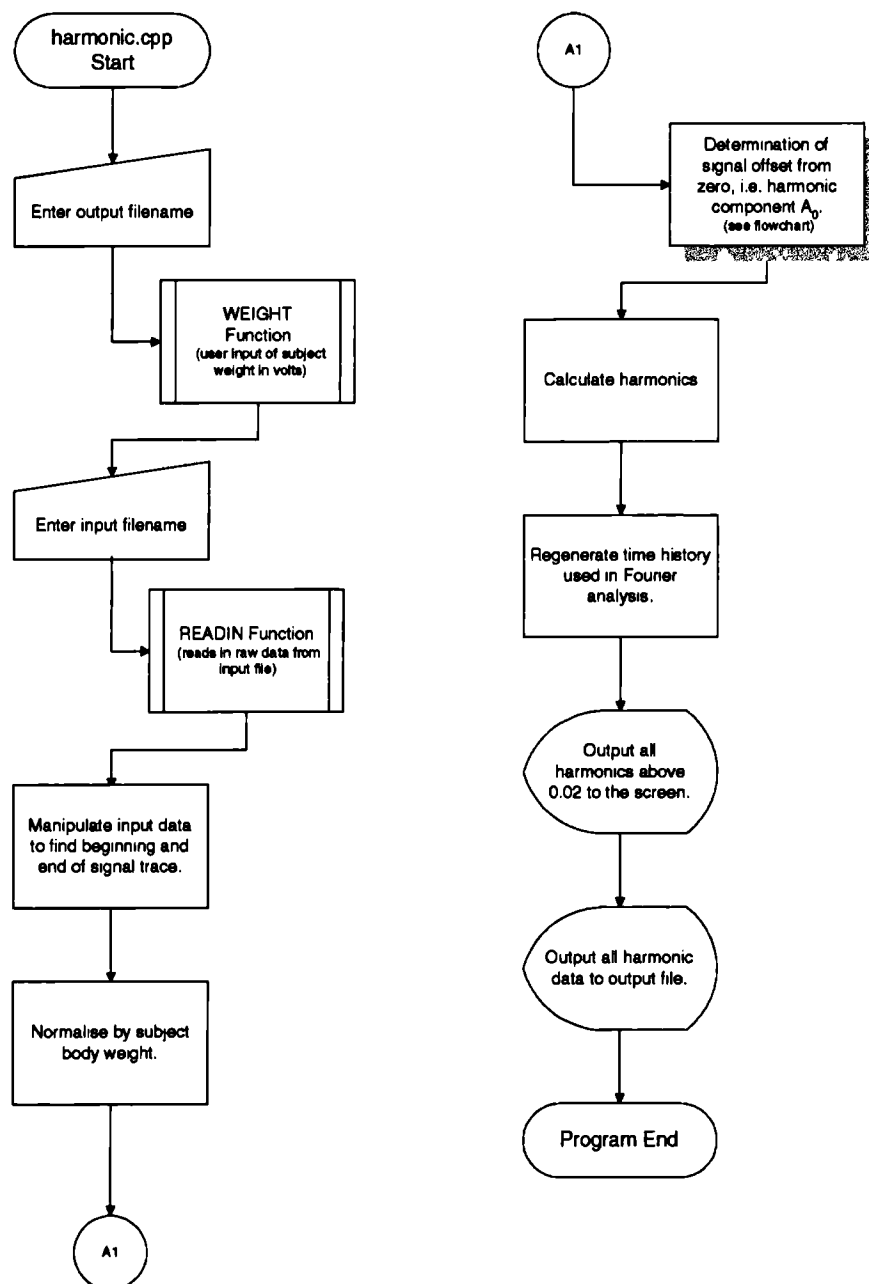 harmonic.cpp
Start
Enter output filename
WEIGHT
Function
(user input of subject
weight in volts)
Enter input filename
READIN Function
(reads in raw data from
input file)
Manipulate input data
to find beginning and
end of signal trace.
Normalise by subject
body weight.
A1
A1
Determination of
signal offset from
zero, i.e. harmonic
component A₀.
(see flowchart)
Calculate harmonics
Regenerate time history
used in Fourier
analysis.
Output all
harmonics above
0.02 to the screen.
Output all harmonic
data to output file.
Program End